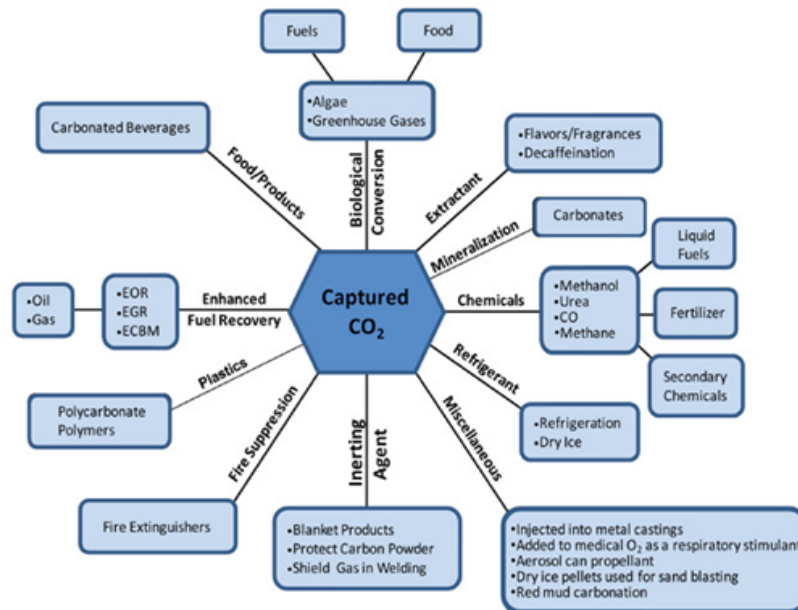 Fuels
Food
•Algae
•Greenhouse Gases
Carbonated Beverages
•Flavors/Fragrances
•Decaffeination
Food/Products
Biological
Conversion
Extractant
Mineralization
Carbonates
Liquid
Fuels
•Oil
•Gas
•EOR
•EGR
•ECBM
Enhanced
Fuel Recovery
Captured
CO₂
Chemicals
•Methanol
•Urea
•CO
•Methane
Fertilizer
Secondary
Chemicals
Plastics
Refrigerant
Polycarbonate
Polymers
•Refrigeration
•Dry Ice
Fire Suppression
Inerting
Agent
Miscellaneous
Fire Extinguishers
•Blanket Products
•Protect Carbon Powder
•Shield Gas in Welding
•Injected into metal castings
•Added to medical O₂ as a respiratory stimulant
•Aerosol can propellant
•Dry ice pellets used for sand blasting
•Red mud carbonation